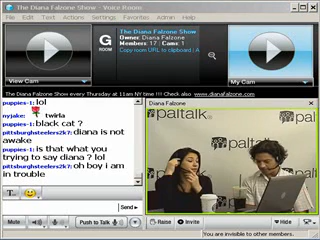 The Diana Falzone Show - Voice Room
File Edit Text Actions Settings Favorites Admin Help
G
ROOM
The Diana Falzone Show
Owner: Diana Falzone
Members: 17 Cams: 1
Copy room URL to clipboard | A
View Cam
My Cam
The Diana Falzone Show every Thursday at 11am NY time !!! Check also www.dianafalzone.com
puppies-1: lol
nyjake: twirla
puppies-1: black cat ?
pittsburghsteelers2k7: diana is not awake
puppies-1: is that what you trying to say diana ? lol
pittsburghsteelers2k7: oh boy i am in trouble
Diana Falzone
paltalk
paltalk
Send
Mute
Push to Talk
Raise
Invite
Hide
You are invisible to other members.